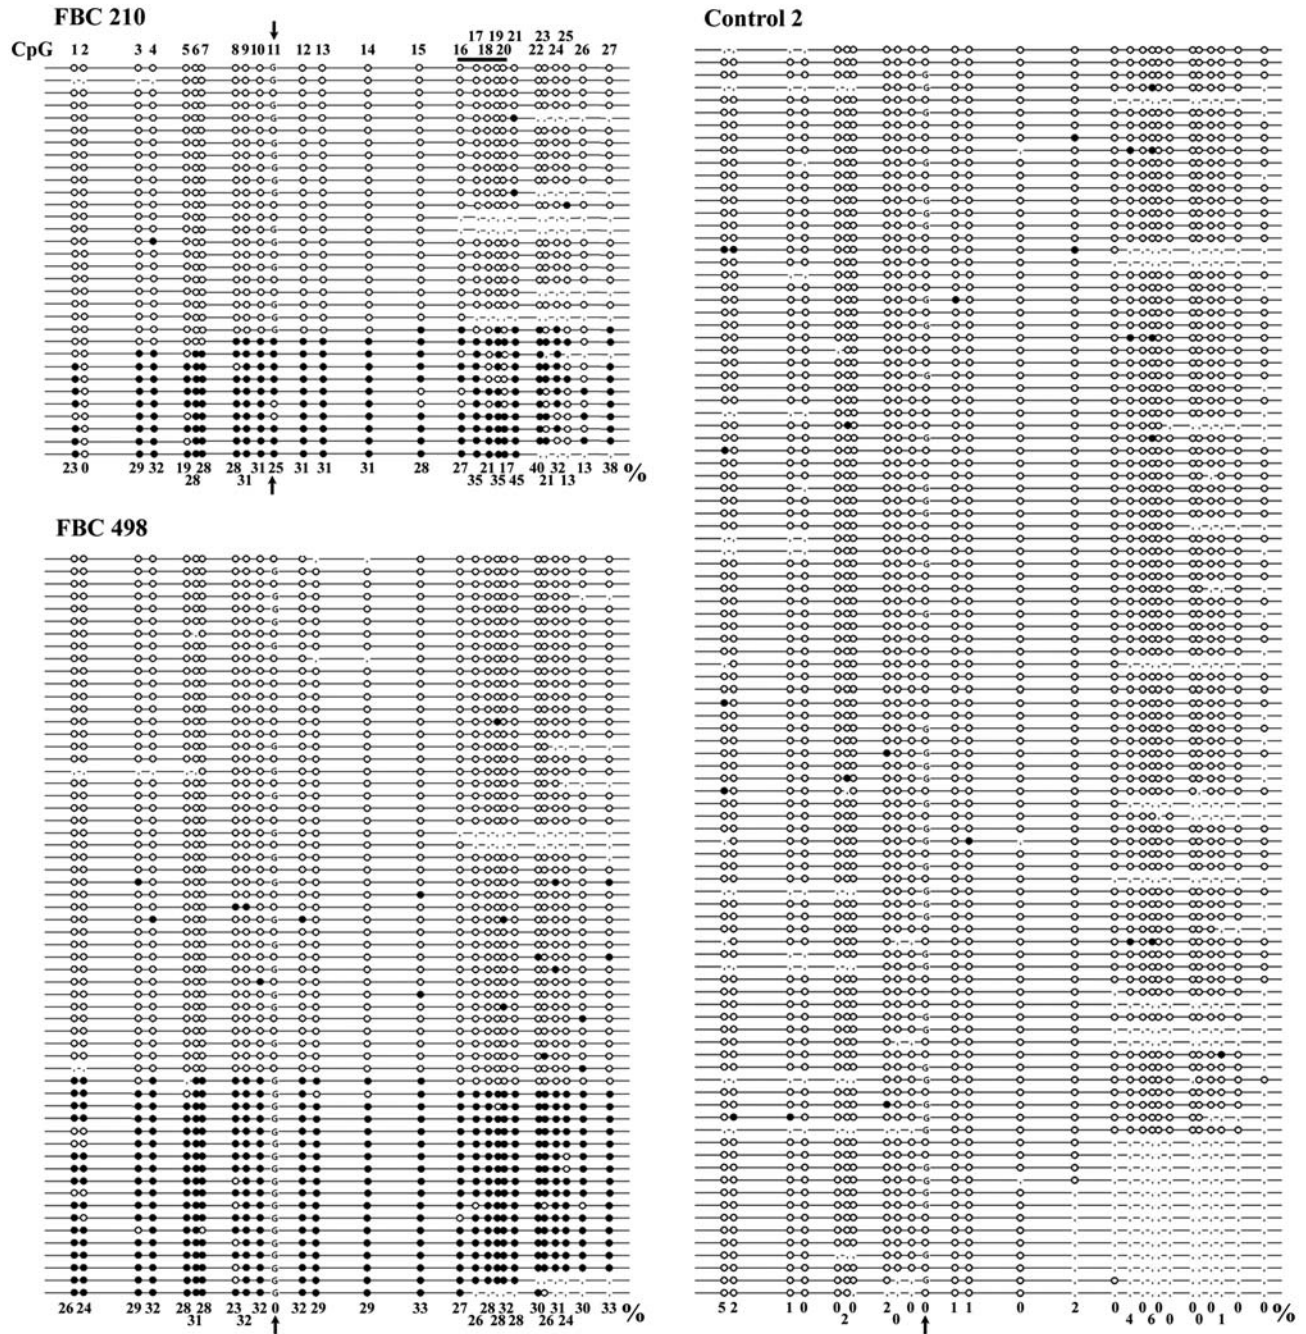 FBC 210
17 19 21 23 25
CpG 1 2 3 4 5 6 7 8 9 10 11 12 13 14 15 16 18 20 22 24 26 27
23 0 29 32 19 28 28 31 25 31 31 31 28 27 21 17 40 32 13 38 %
28 31 35 35 45 21 13
FBC 498
26 24 29 32 28 28 23 32 0 32 29 29 33 27 28 32 30 31 30 33 %
31 32 26 28 28 26 24
Control 2
5 2 1 0 0 0 2 0 0 1 1 0 2 0 0 0 0 0 0 0 %
2 0 4 6 0 0 1